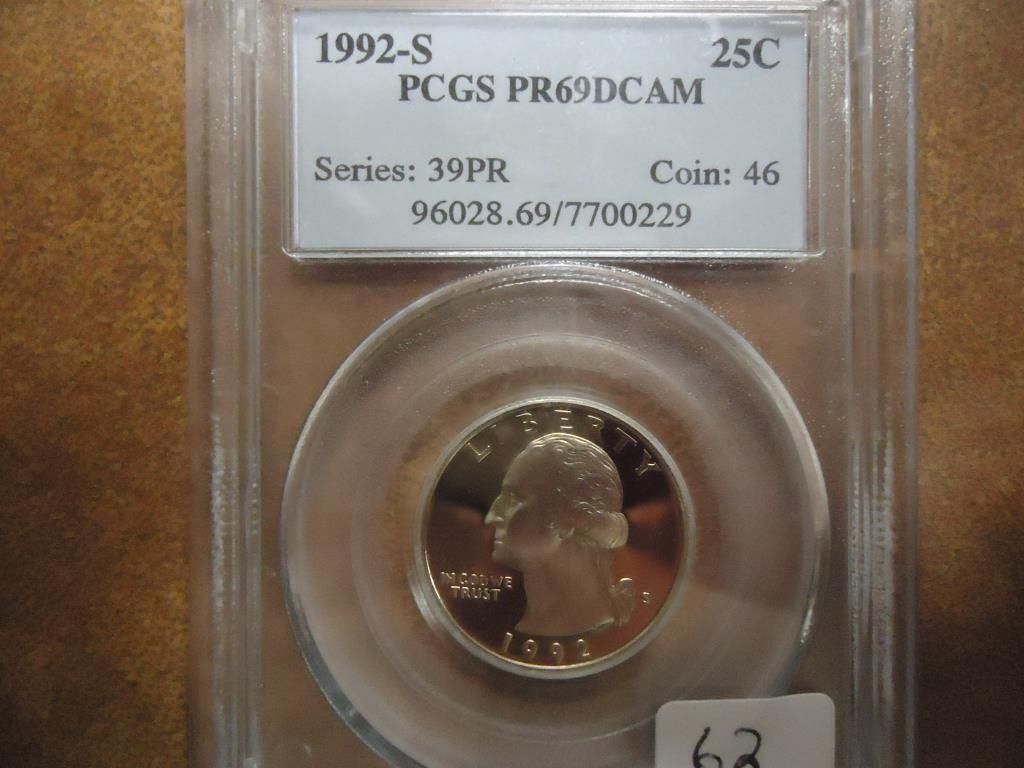 1992-S 25C
PCGS PR69DCAM
Series: 39PR Coin: 46
96028.69/7700229
LIBERTY
IN GOD WE
TRUST
S
1992
62